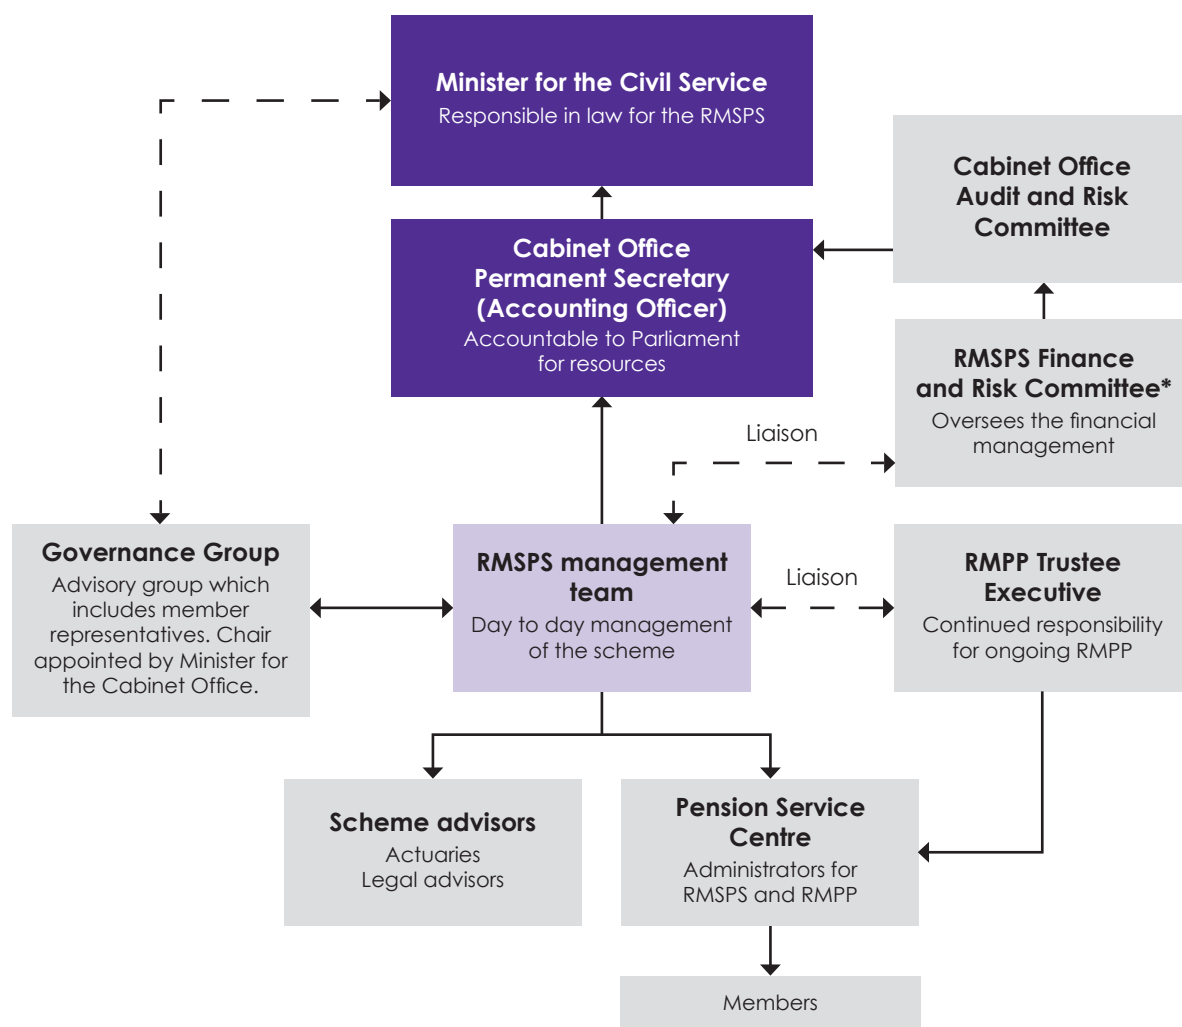 Minister for the Civil Service
Responsible in law for the RMSPS
Cabinet Office
Audit and Risk
Committee
Cabinet Office
Permanent Secretary
(Accounting Officer)
Accountable to Parliament
for resources
RMSPS Finance
and Risk Committee*
Oversees the financial
management
Liaison
Governance Group
Advisory group which
includes member
representatives. Chair
appointed by Minister for
the Cabinet Office.
RMSPS management
team
Day to day management
of the scheme
Liaison
RMPP Trustee
Executive
Continued responsibility
for ongoing RMPP
Scheme advisors
Actuaries
Legal advisors
Pension Service
Centre
Administrators for
RMSPS and RMPP
Members